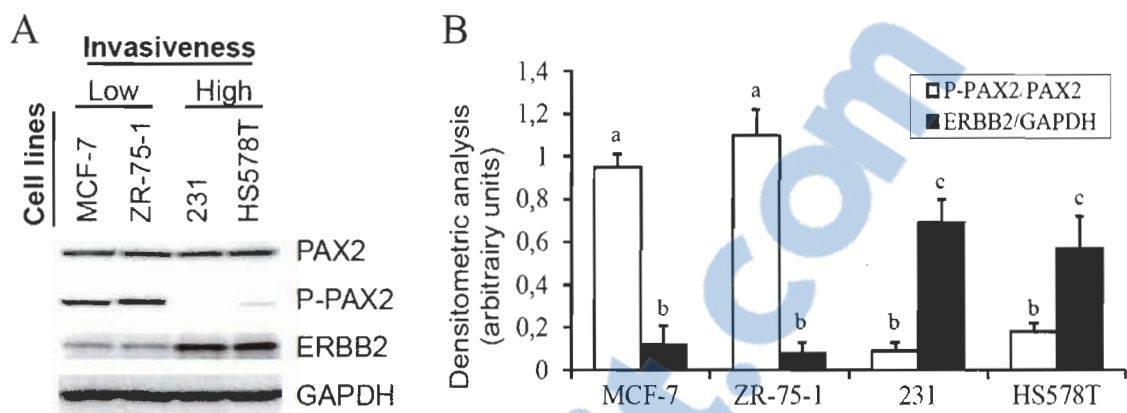 A
Invasiveness
Low High
Cell lines
MCF-7
ZR-75-1
231
HS578T
PAX2
P-PAX2
ERBB2
GAPDH
B
Densitometric analysis
(arbitrairy units)
1,4
1,2
1
0,8
0,6
0,4
0,2
0
P-PAX2/PAX2
ERBB2/GAPDH
a
b
a
b
b
c
b
c
MCF-7 ZR-75-1 231 HS578T
t.com